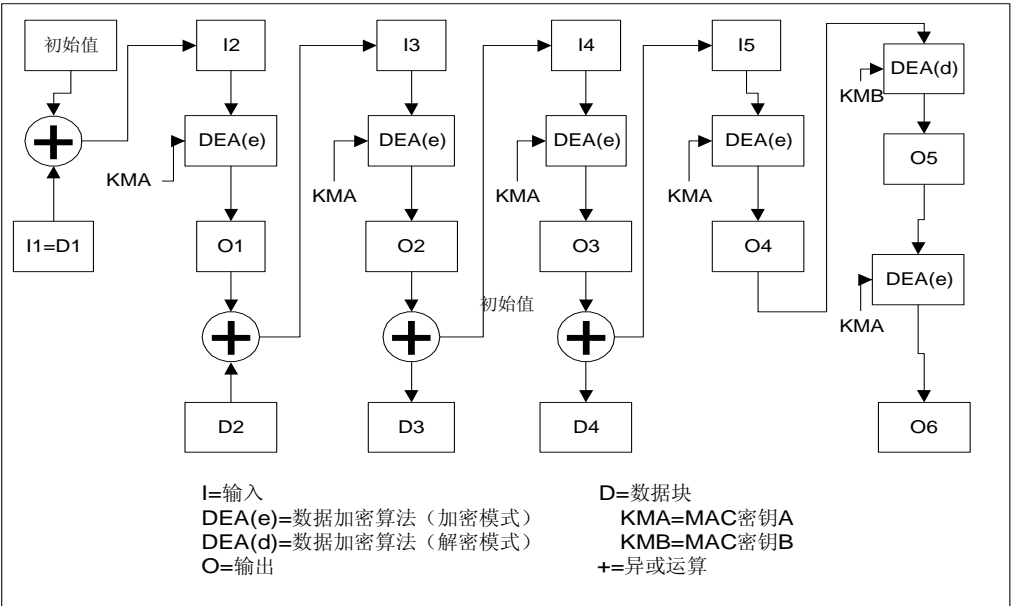 初始值
I2
I3
I4
I5
DEA(d)
KMB
DEA(e)
DEA(e)
DEA(e)
DEA(e)
KMA
KMA
KMA
KMA
O5
I1=D1
O1
O2
O3
O4
DEA(e)
初始值
KMA
D2
D3
D4
O6
I=输入
D=数据块
DEA(e)=数据加密算法（加密模式）
KMA=MAC密钥A
DEA(d)=数据加密算法（解密模式）
KMB=MAC密钥B
O=输出
+=异或运算